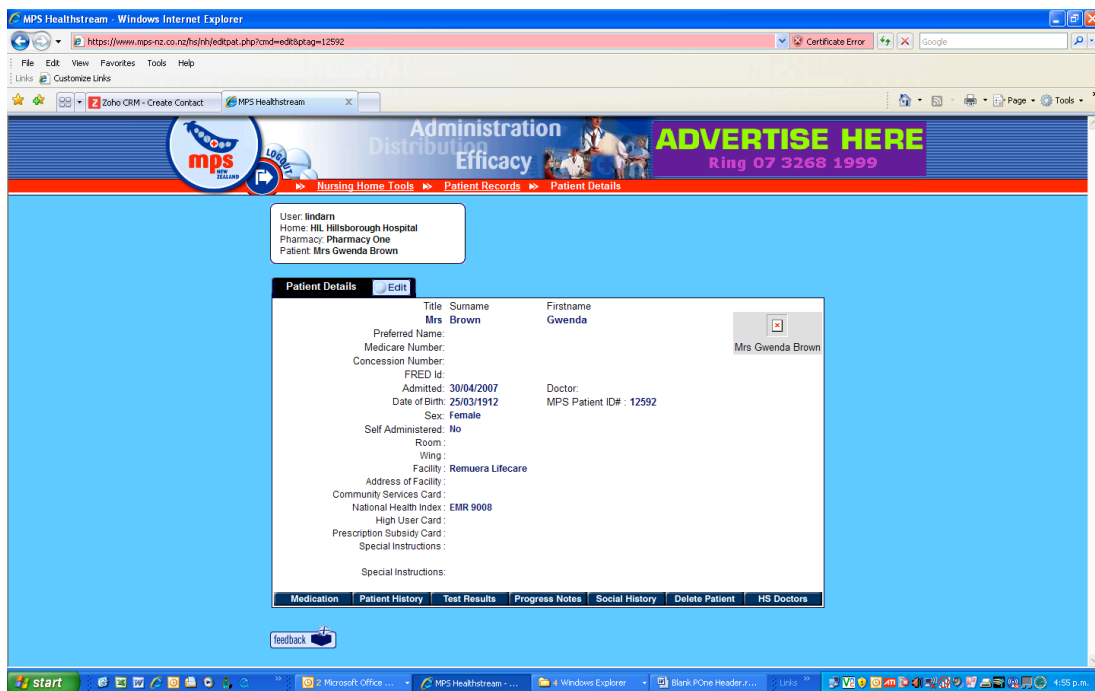 MPS Healthstream - Windows Internet Explorer
https://www.mps-nz.co.nz/hs/nh/editpat.php?cmd=edit&ptag=12592
Certificate Error
Google
File Edit View Favorites Tools Help
Links Customize Links
Zoho CRM - Create Contact
MPS Healthstream
Page
Tools
mps
NEW ZEALAND
LOGOUT
Administration
Distribution
Efficacy
ADVERTISE HERE
Ring 07 3268 1999
Nursing Home Tools Patient Records Patient Details
User: lindarn
Home: HIL Hillsborough Hospital
Pharmacy: Pharmacy One
Patient: Mrs Gwenda Brown
Patient Details Edit
Title Surname Firstname
Mrs Brown Gwenda
Mrs Gwenda Brown
Preferred Name:
Medicare Number:
Concession Number:
FRED Id:
Admitted: 30/04/2007 Doctor:
Date of Birth: 25/03/1912 MPS Patient ID# : 12592
Sex: Female
Self Administered: No
Room :
Wing :
Facility : Remuera Lifecare
Address of Facility :
Community Services Card :
National Health Index : EMR 9008
High User Card :
Prescription Subsidy Card :
Special Instructions :
Special Instructions:
Medication Patient History Test Results Progress Notes Social History Delete Patient HS Doctors
feedback
start
2 Microsoft Office ...
MPS Healthstream - ...
4 Windows Explorer
Blank POne Header.r...
Links
4:55 p.m.